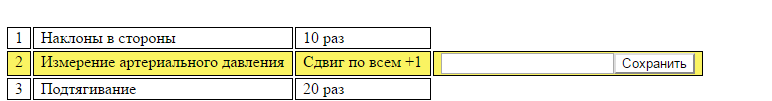 1 Наклоны в стороны 10 раз
2 Измерение артериального давления Сдвиг по всем +1 Сохранить
3 Подтягивание 20 раз